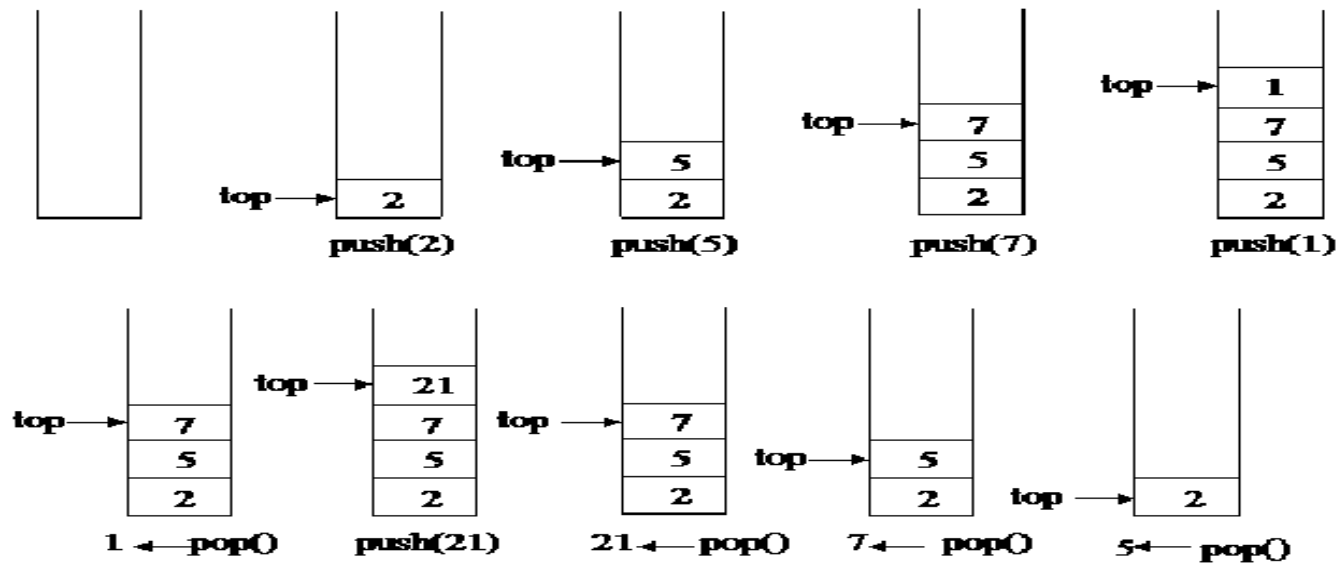 top → 1
top → 7 7
top → 5 5 5
top → 2 2 2 2
push(2) push(5) push(7) push(1)
top → 21
top → 7 7 top → 7
5 5 5 top → 5
2 2 2 2 top → 2
1 ← pop() push(21) 21 ← pop() 7 ← pop() 5 ← pop()